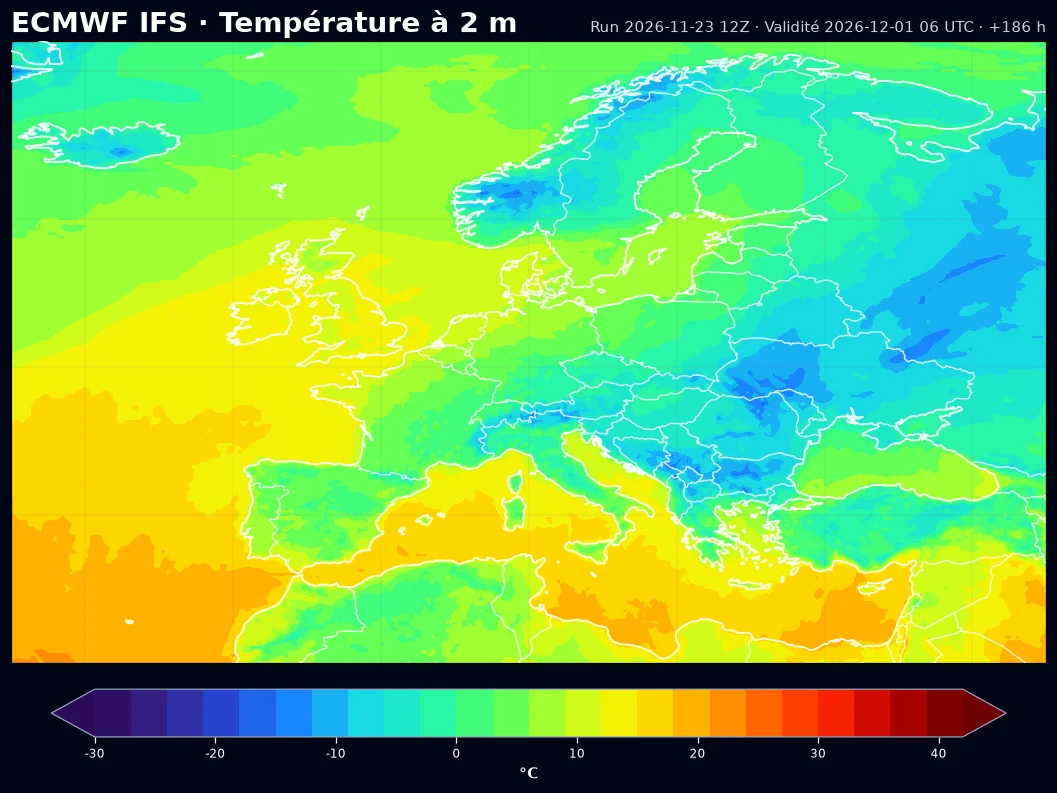 ECMWF IFS · Température à 2 m
Run 2026-11-23 12Z · Validité 2026-12-01 06 UTC · +186 h
-30 -20 -10 0 10 20 30 40
°C